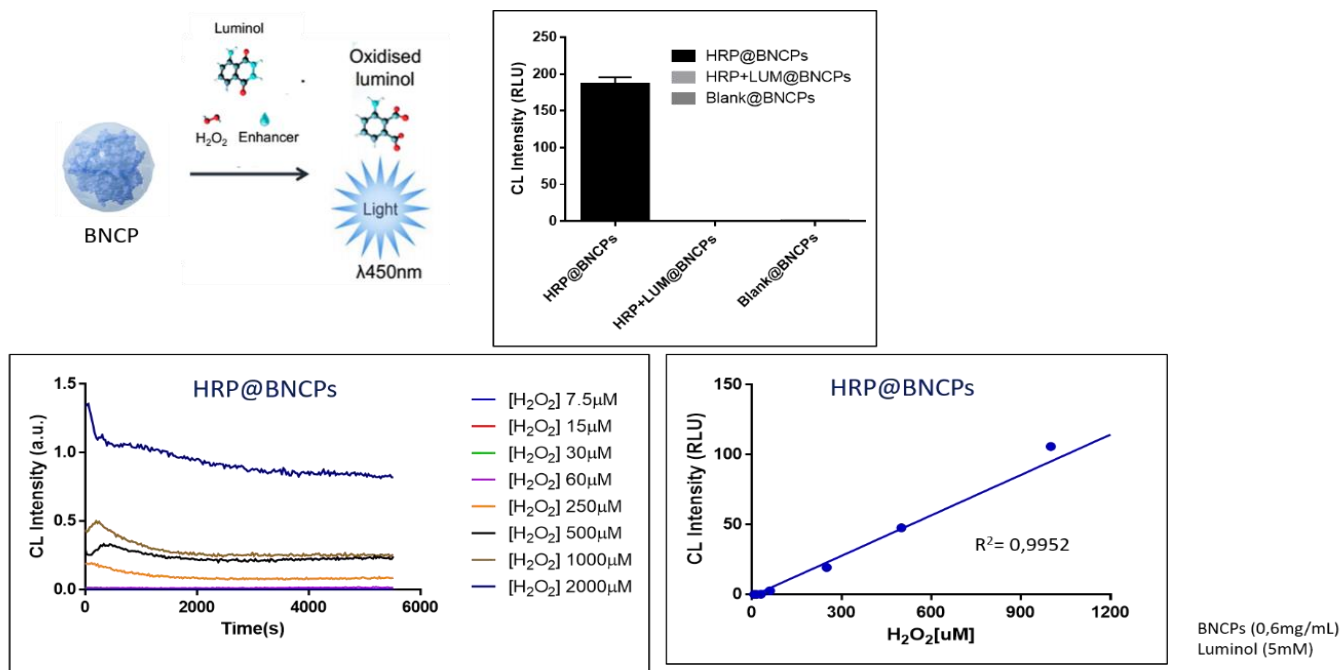 Luminol
H₂O₂ Enhancer
BNCP
Oxidised
luminol
Light
λ450nm
CL Intensity (RLU)
250
200
150
100
50
0
HRP@BNCPs
HRP+LUM@BNCPs
Blank@BNCPs
HRP@BNCPs
HRP+LUM@BNCPs
Blank@BNCPs
HRP@BNCPs
CL Intensity (a.u.)
1.5
1.0
0.5
0.0
0 2000 4000 6000
Time(s)
[H₂O₂] 7.5µM
[H₂O₂] 15µM
[H₂O₂] 30µM
[H₂O₂] 60µM
[H₂O₂] 250µM
[H₂O₂] 500µM
[H₂O₂] 1000µM
[H₂O₂] 2000µM
HRP@BNCPs
CL Intensity (RLU)
150
100
50
0
R²= 0,9952
0 300 600 900 1200
H₂O₂[uM]
BNCPs (0,6mg/mL)
Luminol (5mM)